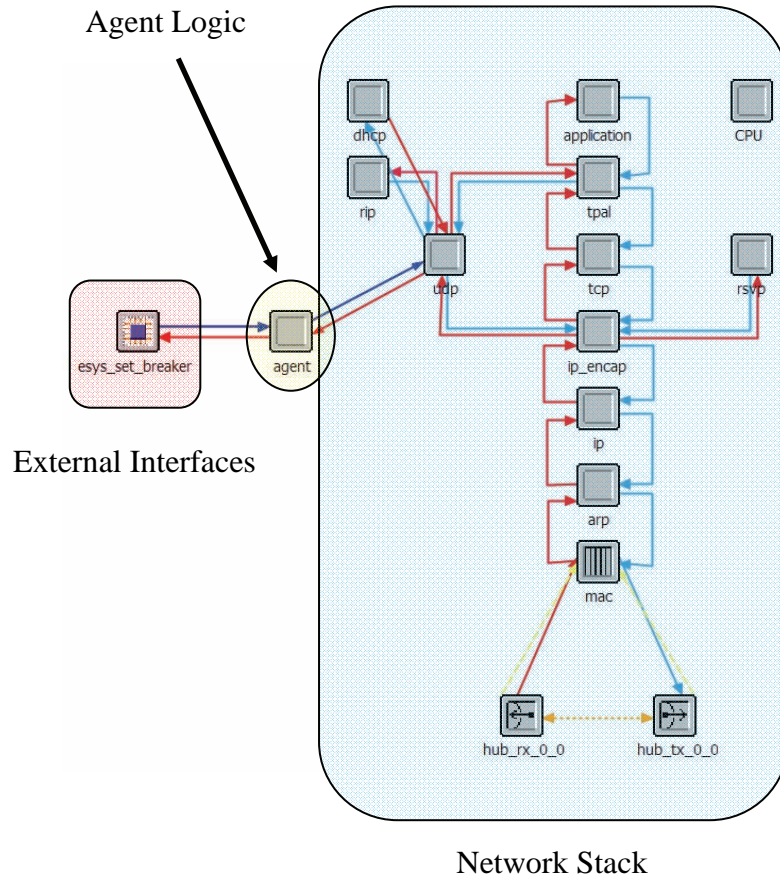 Agent Logic
dhcp
application
CPU
rip
tpal
udp
tcp
rsvp
esys_set_breaker
agent
ip_encap
External Interfaces
ip
arp
mac
hub_rx_0_0
hub_tx_0_0
Network Stack